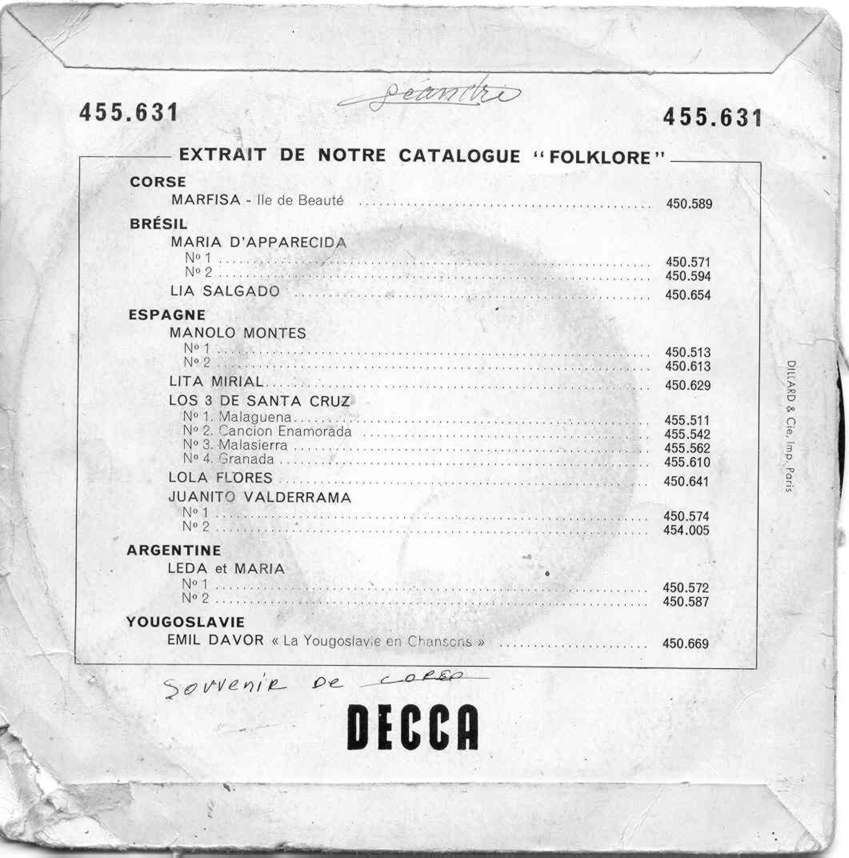 455.631 455.631
EXTRAIT DE NOTRE CATALOGUE "FOLKLORE"
CORSE
MARFISA - Ile de Beauté .......... 450.589
BRÉSIL
MARIA D'APPARECIDA
Nº 1 .......... 450.571
Nº 2 .......... 450.594
LIA SALGADO .......... 450.654
ESPAGNE
MANOLO MONTES
Nº 1 .......... 450.513
Nº 2 .......... 450.613
LITA MIRIAL .......... 450.629
LOS 3 DE SANTA CRUZ
Nº 1. Malaguena .......... 455.511
Nº 2. Cancion Enamorada .......... 455.542
Nº 3. Malasierra .......... 455.562
Nº 4. Granada .......... 455.610
LOLA FLORES .......... 450.641
JUANITO VALDERRAMA
Nº 1 .......... 450.574
Nº 2 .......... 454.005
ARGENTINE
LEDA et MARIA
Nº 1 .......... 450.572
Nº 2 .......... 450.587
YOUGOSLAVIE
EMIL DAVOR « La Yougoslavie en Chansons » .......... 450.669
DILLARD & Cie, Imp. Paris
Souvenir De
DECCA